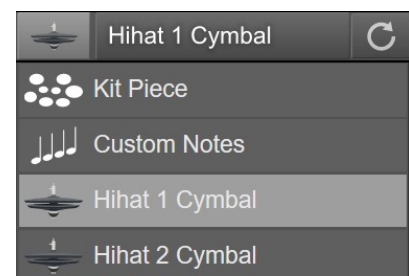 Hihat 1 Cymbal
Kit Piece
Custom Notes
Hihat 1 Cymbal
Hihat 2 Cymbal